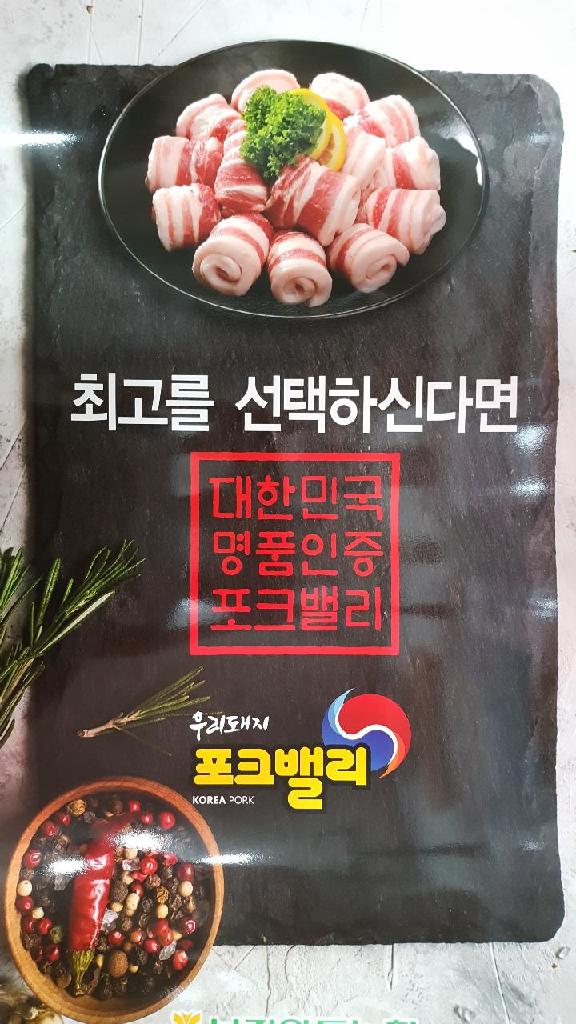 최고를 선택하신다면
대한민국
명품인증
포크밸리
우리돼지
포크밸리
KOREA PORK